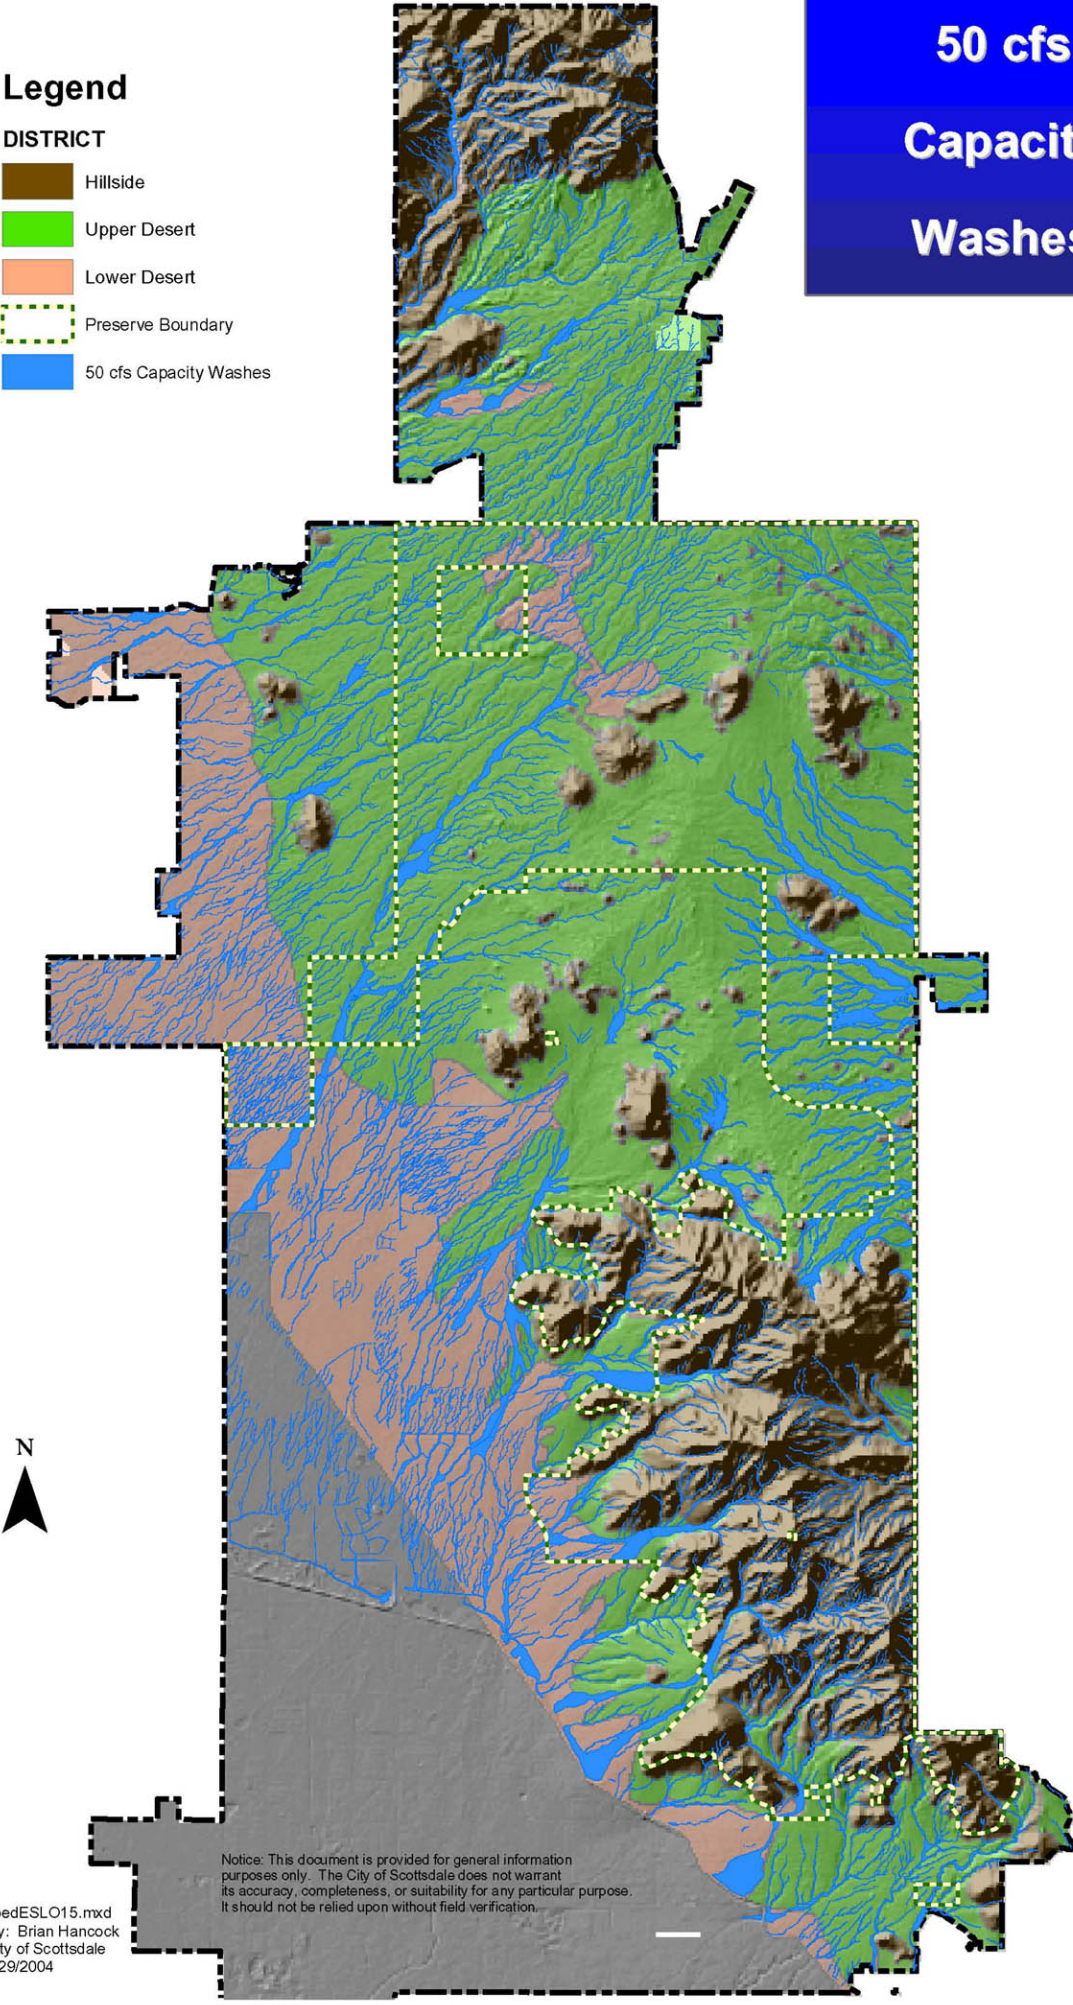 Legend
DISTRICT
Hillside
Upper Desert
Lower Desert
Preserve Boundary
50 cfs Capacity Washes
50 cfs
Capacit
Washes
N
Notice: This document is provided for general information
purposes only. The City of Scottsdale does not warrant
its accuracy, completeness, or suitability for any particular purpose.
It should not be relied upon without field verification.
edESLO15.mxd
y: Brian Hancock
ty of Scottsdale
29/2004